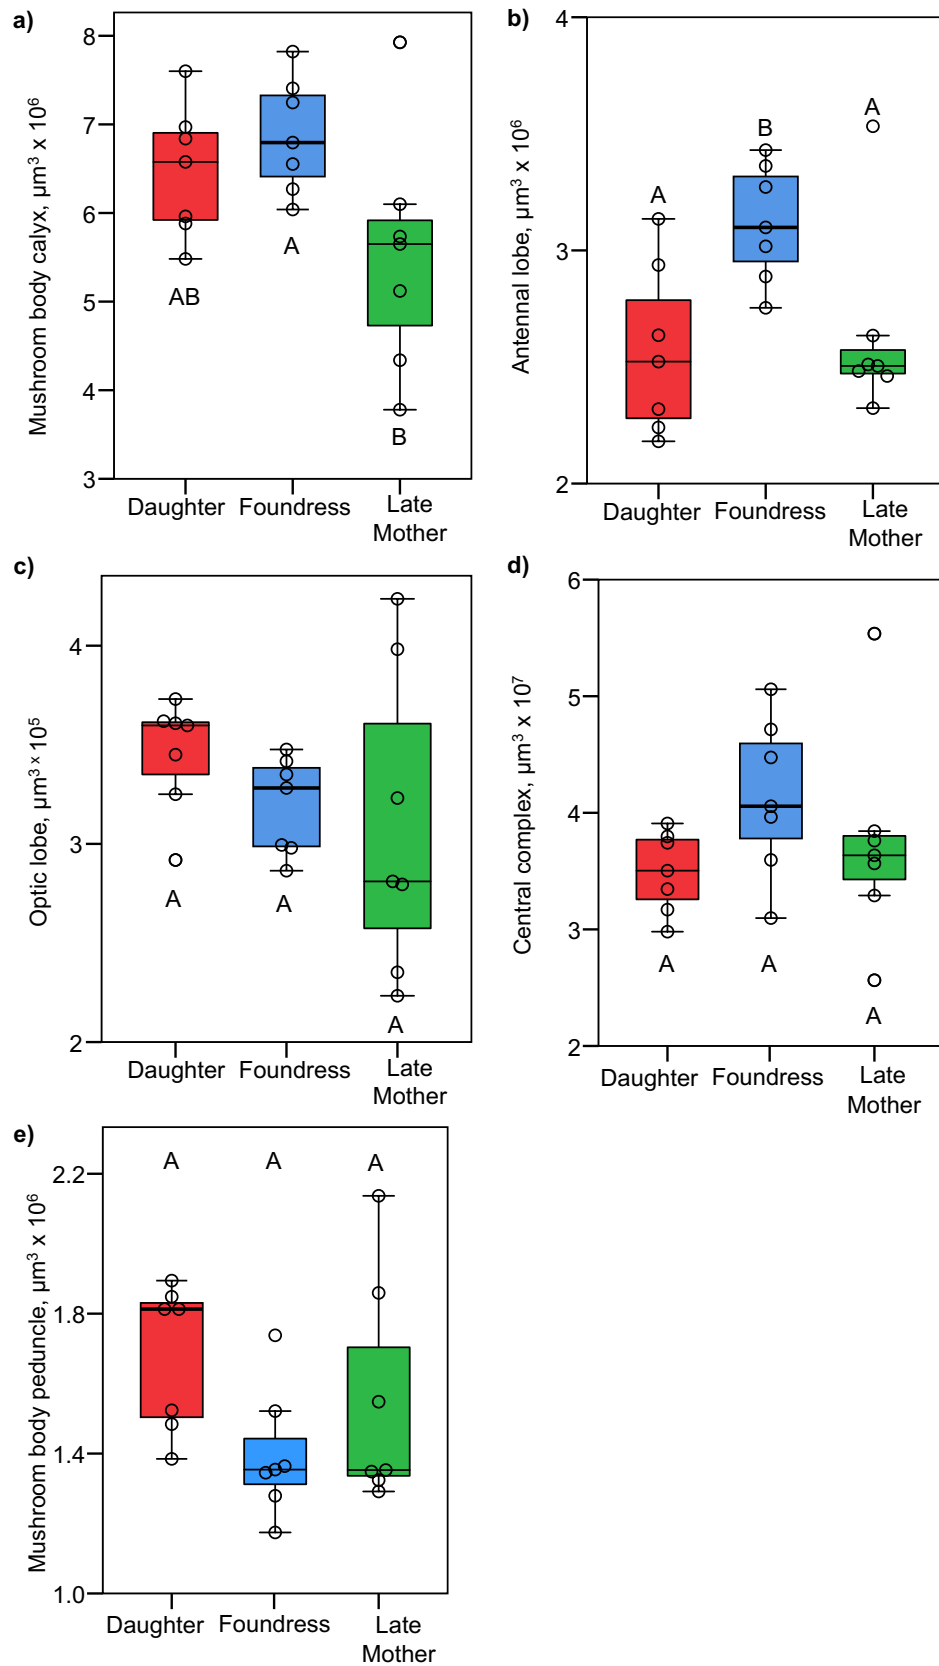 a)
Mushroom body calyx, µm³ x 10⁶
8
7
6
5
4
3
AB
A
B
Daughter
Foundress
Late
Mother
b)
Antennal lobe, µm³ x 10⁶
4
3
2
A
B
A
Daughter
Foundress
Late
Mother
c)
Optic lobe, µm³ x 10⁵
4
3
2
A
A
A
Daughter
Foundress
Late
Mother
d)
Central complex, µm³ x 10⁷
6
5
4
3
2
A
A
A
Daughter
Foundress
Late
Mother
e)
Mushroom body peduncle, µm³ x 10⁶
2.2
1.8
1.4
1.0
A
A
A
Daughter
Foundress
Late
Mother